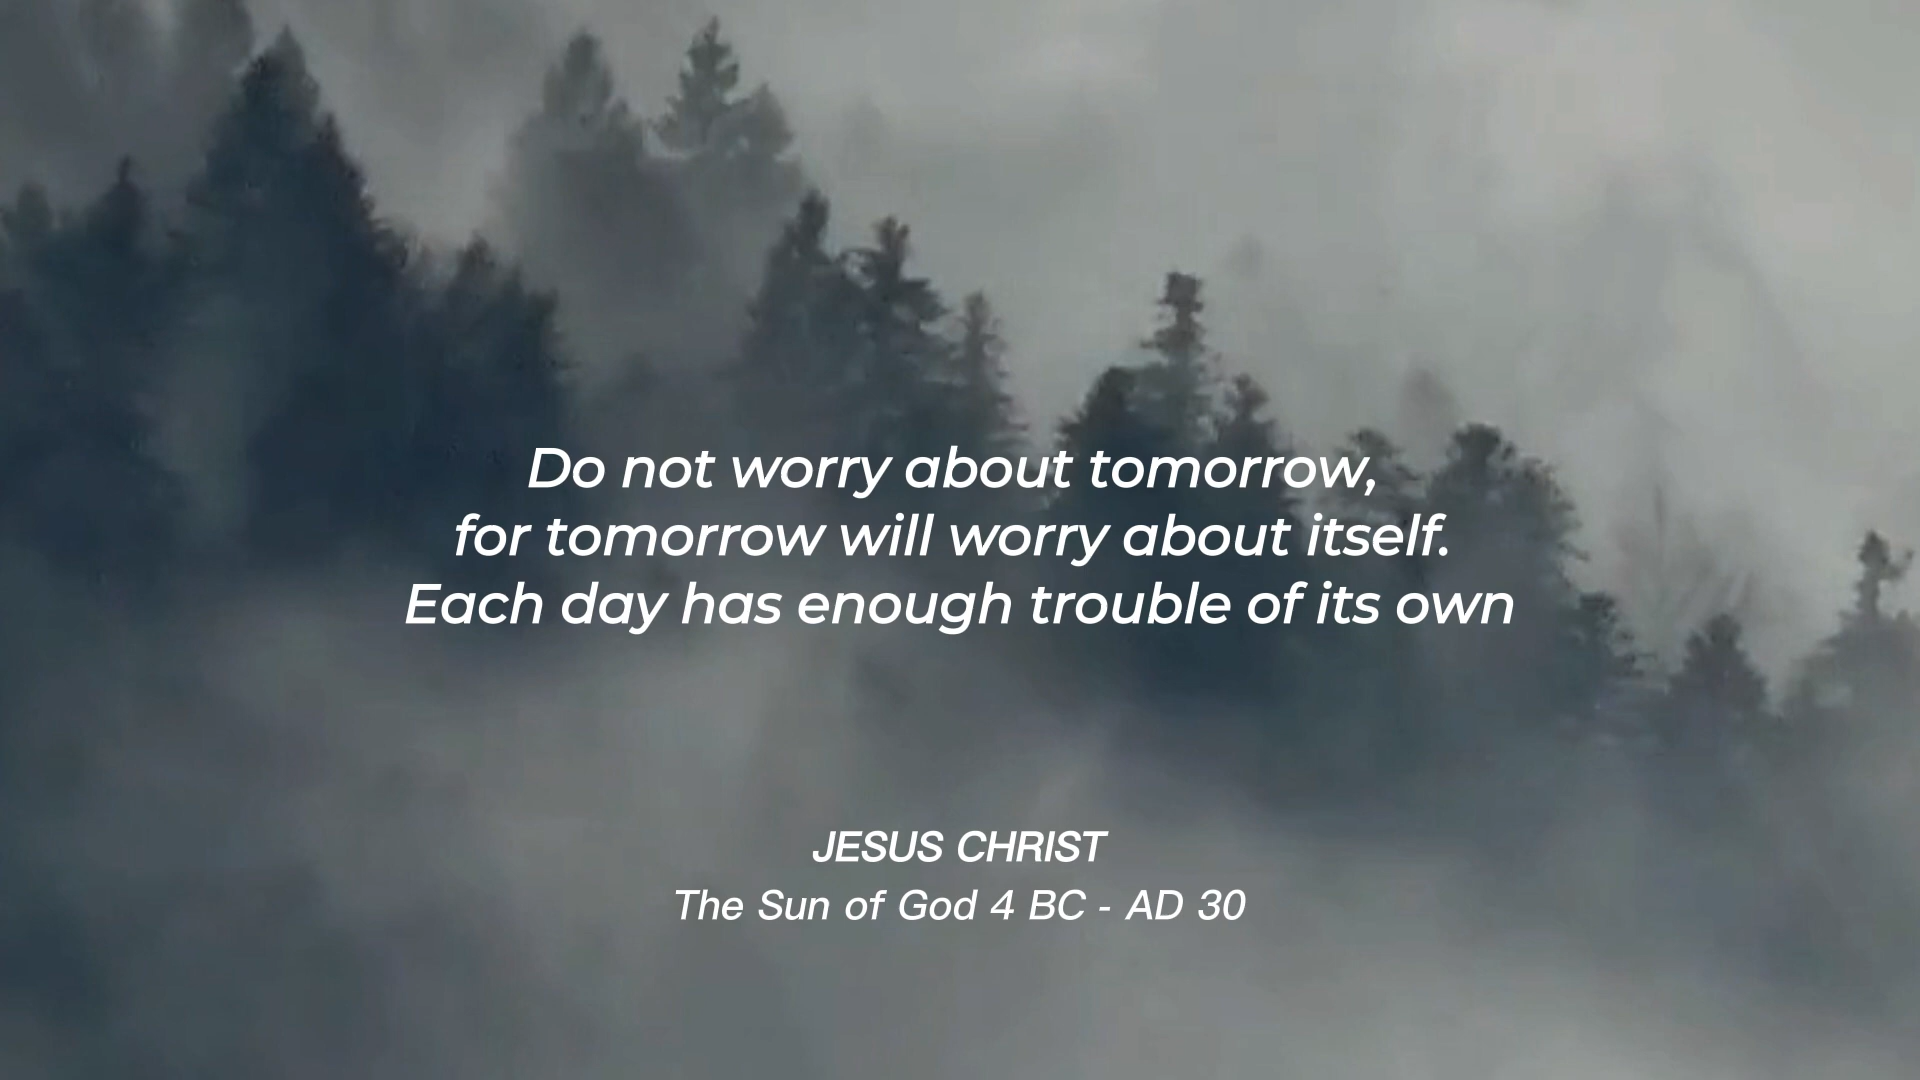 Do not worry about tomorrow,
for tomorrow will worry about itself.
Each day has enough trouble of its own
JESUS CHRIST
The Sun of God 4 BC - AD 30